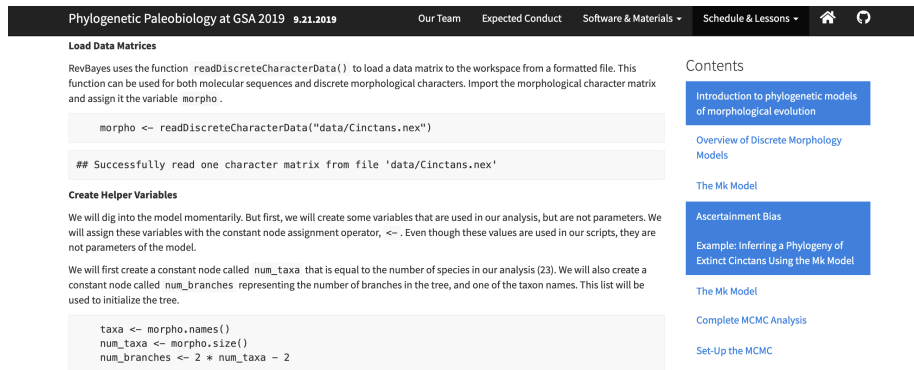 Phylogenetic Paleobiology at GSA 2019 9.21.2019
Our Team Expected Conduct Software & Materials Schedule & Lessons
Load Data Matrices
RevBayes uses the function readDiscreteCharacterData() to load a data matrix to the workspace from a formatted file. This
function can be used for both molecular sequences and discrete morphological characters. Import the morphological character matrix
and assign it the variable morpho .
morpho <- readDiscreteCharacterData("data/Cinctans.nex")
## Successfully read one character matrix from file 'data/Cinctans.nex'
Create Helper Variables
We will dig into the model momentarily. But first, we will create some variables that are used in our analysis, but are not parameters. We
will assign these variables with the constant node assignment operator, <- . Even though these values are used in our scripts, they are
not parameters of the model.
We will first create a constant node called num_taxa that is equal to the number of species in our analysis (23). We will also create a
constant node called num_branches representing the number of branches in the tree, and one of the taxon names. This list will be
used to initialize the tree.
taxa <- morpho.names()
num_taxa <- morpho.size()
num_branches <- 2 * num_taxa - 2
Contents
Introduction to phylogenetic models
of morphological evolution
Overview of Discrete Morphology
Models
The Mk Model
Ascertainment Bias
Example: Inferring a Phylogeny of
Extinct Cinctans Using the Mk Model
The Mk Model
Complete MCMC Analysis
Set-Up the MCMC